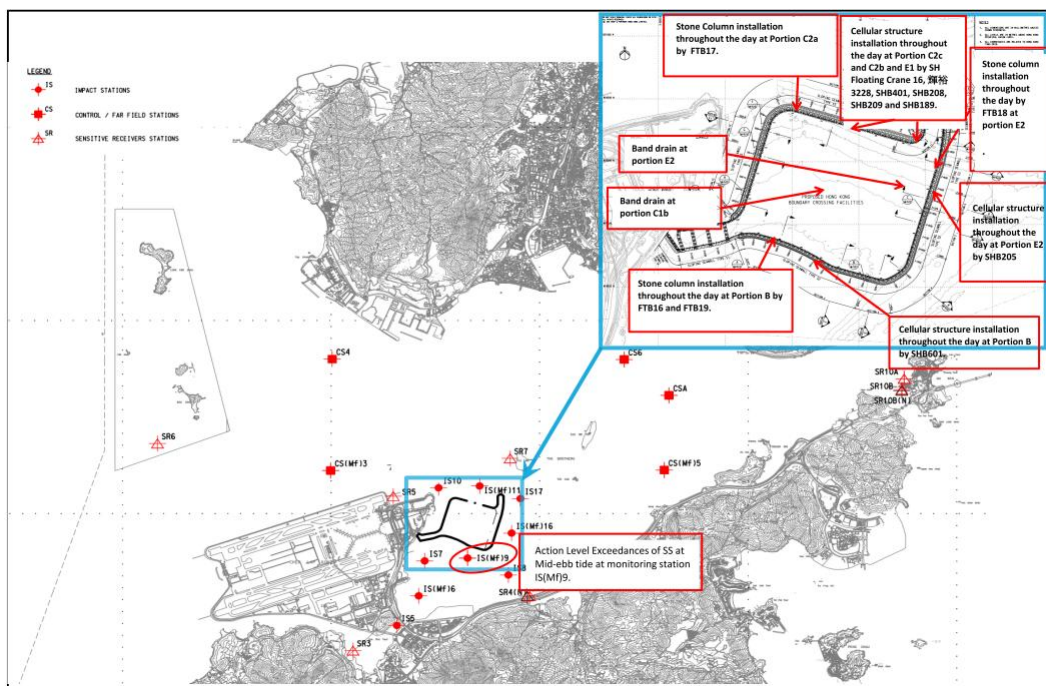 LEGEND
IS IMPACT STATIONS
CS CONTROL / FAR FIELD STATIONS
SR SENSITIVE RECEIVERS STATIONS
Stone Column installation
throughout the day at Portion C2a
by FTB17.
Cellular structure
installation throughout
the day at Portion C2c
and C2b and E1 by SH
Floating Crane 16, 輝裕
3228, SHB401, SHB208,
SHB209 and SHB189.
Stone column
installation
throughout
the day by
FTB18 at
portion E2
Band drain at
portion E2
Band drain at
portion C1b
PROPOSED HONG KONG
BOUNDARY CROSSING FACILITIES
Cellular structure
installation
throughout the
day at Portion E2
by SHB205
Stone column installation
throughout the day at Portion B by
FTB16 and FTB19.
Cellular structure installation
throughout the day at Portion B
by SHB601.
CS4
CS6
CSA
SR10A
SR10B
SR10B(N)
SR6
SR7
CS(Mf)3
CS(Mf)5
SR5
IS10
IS(Mf)11
IS17
IS(Mf)16
IS7
IS(Mf)9
IS8
Action Level Exceedances of SS at
Mid-ebb tide at monitoring station
IS(Mf)9.
IS(Mf)6
IS5
SR3